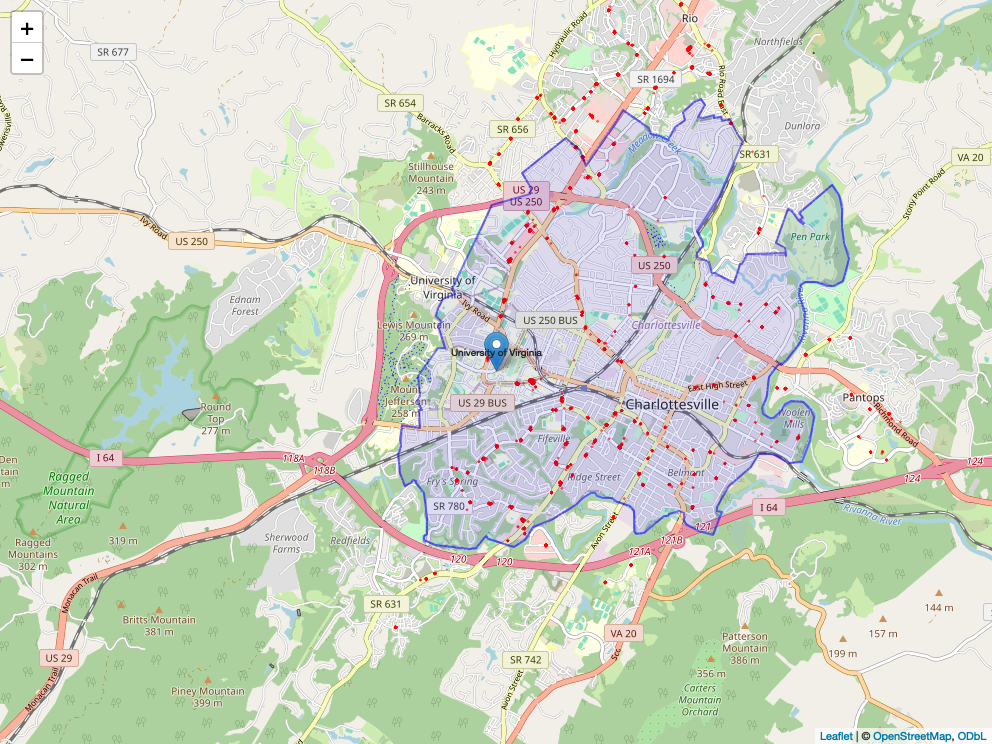 +
−
Rio
Hydraulic Road
Northfields
SR 677
SR 1694
Rio Road East
SR 654
Barracks Road
SR 656
Owensville Road
Dunlora
Meadow Creek
SR 631
VA 20
Stillhouse
Mountain
243 m
US 29
US 250
Stony Point Road
Ivy Road
US 250
Pen Park
US 250
University of
Virginia
Ednam
Forest
Ivy Road
US 250 BUS
Lewis Mountain
269 m
Charlottesville
University of Virginia
East High Street
Mount
Jefferson
258 m
US 29 BUS
Charlottesville
Pantops
Round
Top
277 m
Woolen
Mills
Richmond Road
Fifeville
I 64
118A
118B
124
124
Ragged
Mountain
Natural
Area
Fry's Spring
Ridge Street
Belmont
SR 780
I 64
Rivanna River
319 m
Ragged
Mountains
302 m
Sherwood
Farms
Redfields
Avon Street
121
121B
121A
120
120
Monacan Trail
SR 631
Britts Mountain
381 m
144 m
157 m
VA 20
199 m
Patterson
Mountain
386 m
US 29
SR 742
356 m
Carters
Mountain
Orchard
Piney Mountain
399 m
Avon Street
Monacan Trail
Leaflet | © OpenStreetMap, ODbL